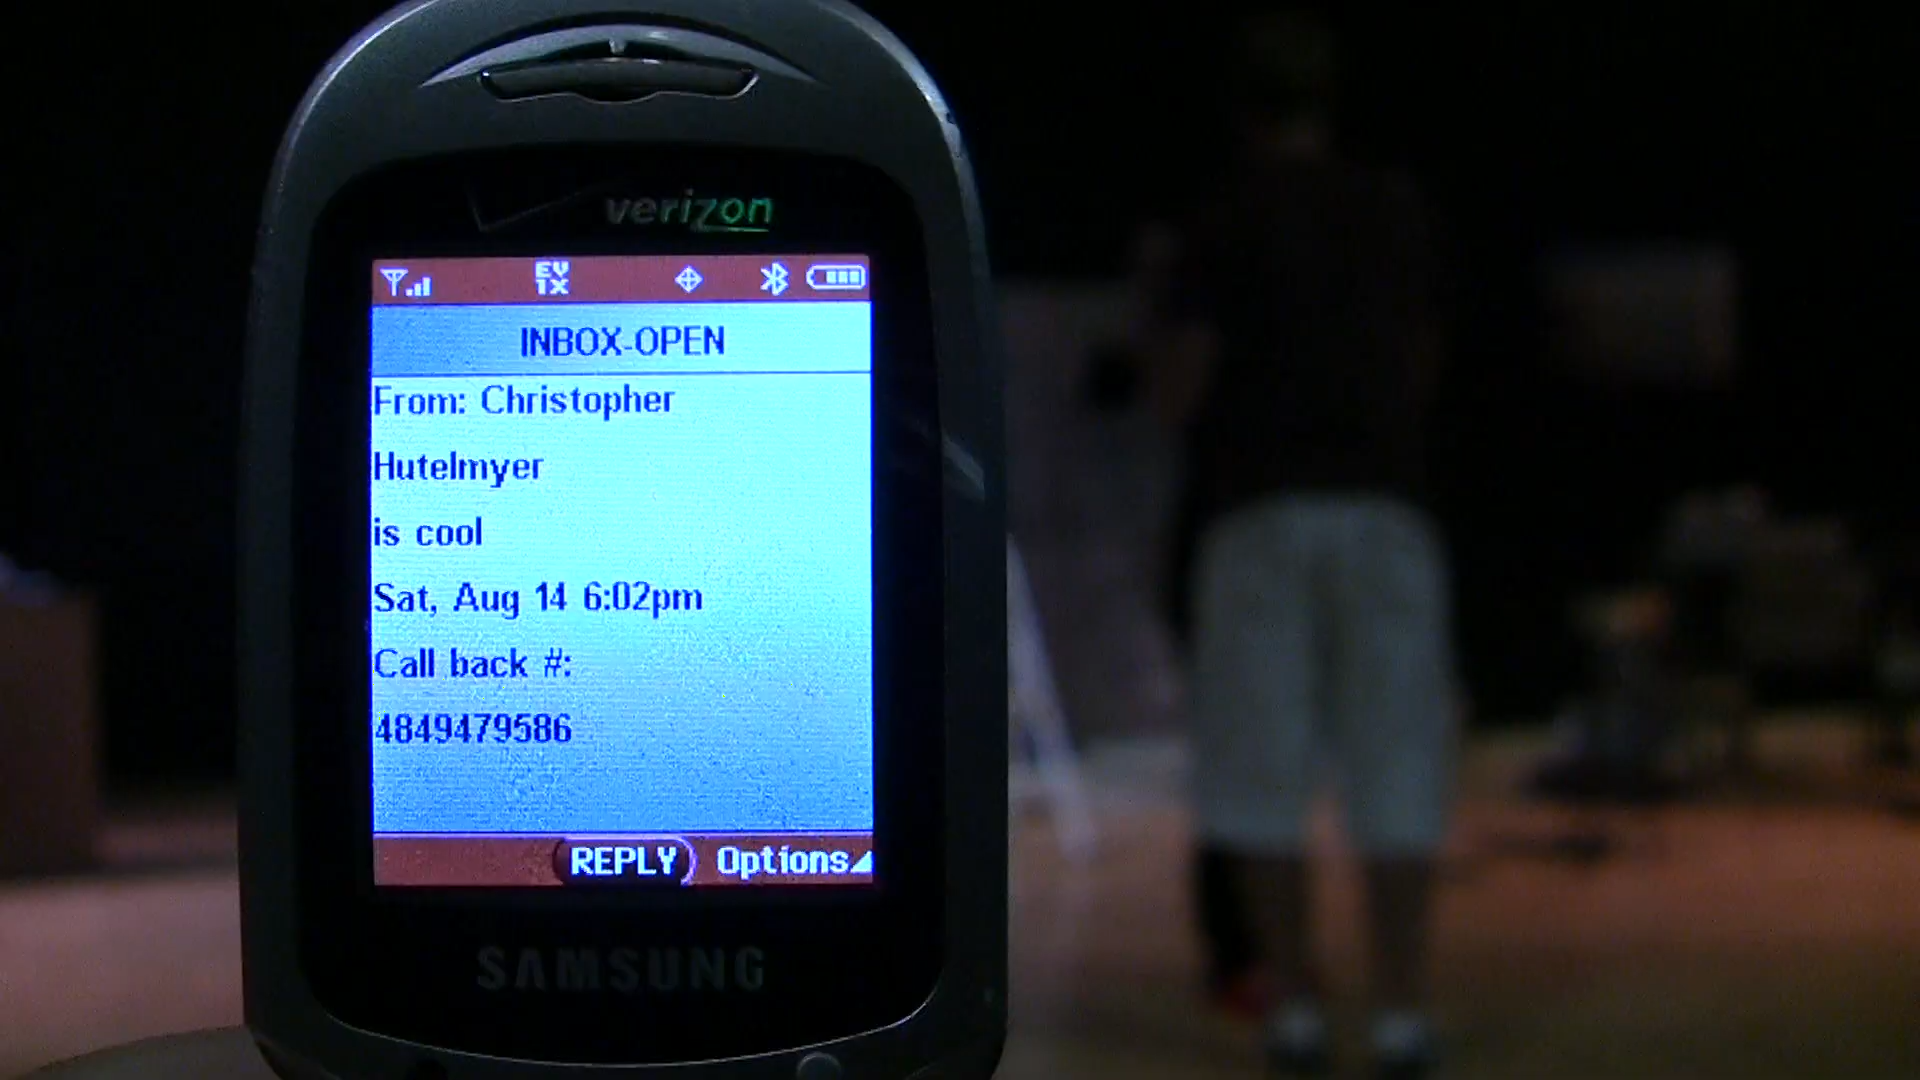 verizon
EV
1X
INBOX-OPEN
From: Christopher
Hutelmyer
is cool
Sat, Aug 14 6:02pm
Call back #:
4849479586
REPLY Options
SAMSUNG